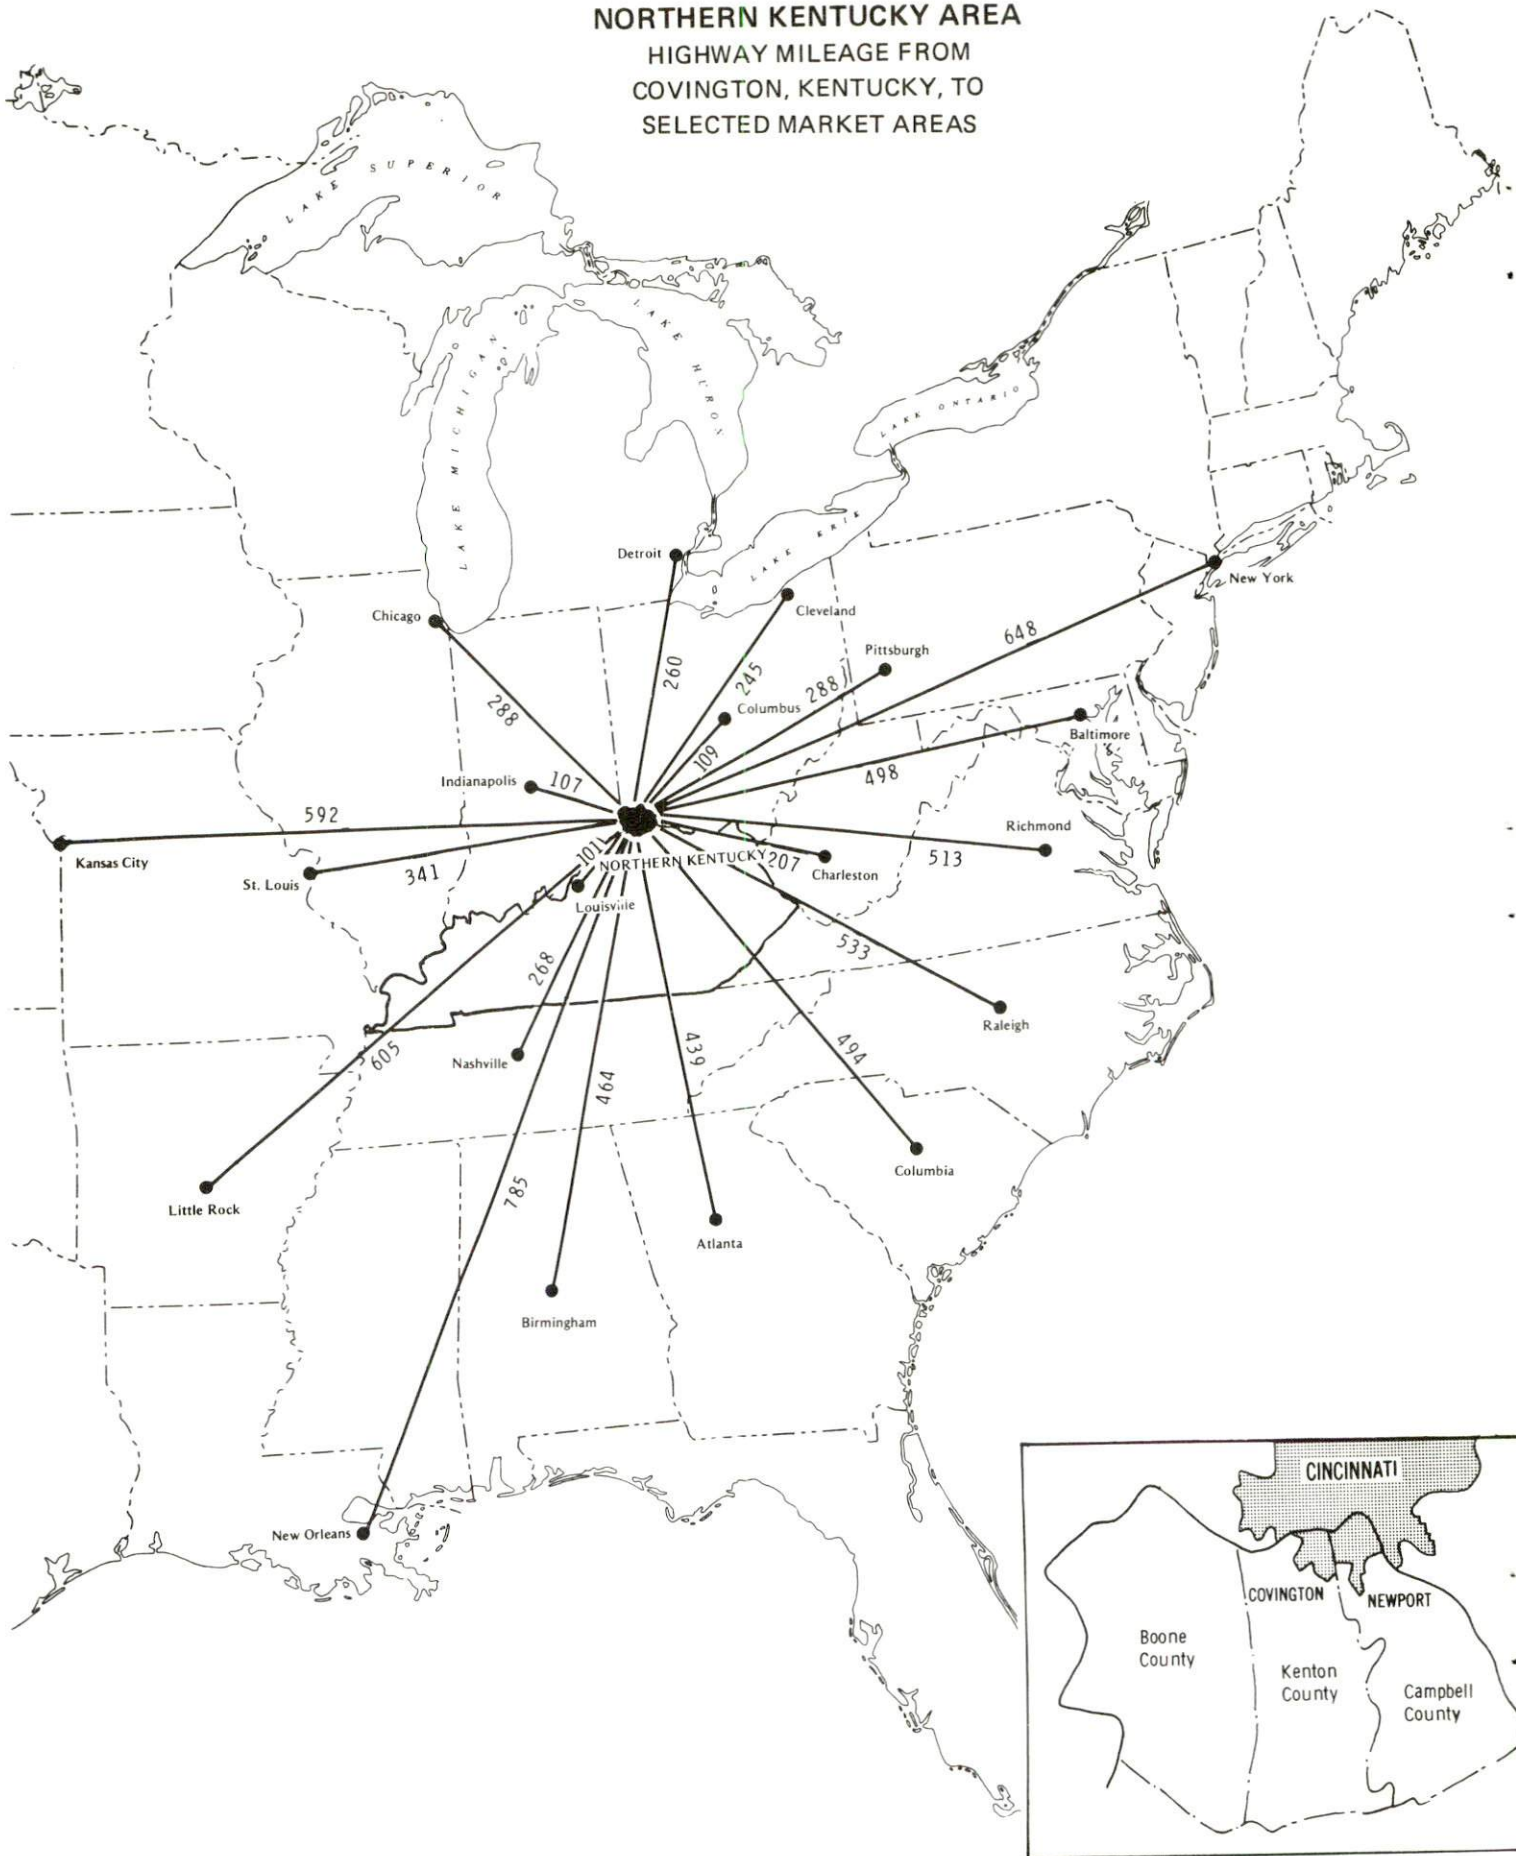 NORTHERN KENTUCKY AREA
HIGHWAY MILEAGE FROM
COVINGTON, KENTUCKY, TO
SELECTED MARKET AREAS
LAKE SUPERIOR
LAKE MICHIGAN
LAKE HURON
LAKE ONTARIO
LAKE ERIE
Detroit
New York
Cleveland
Chicago
648
Pittsburgh
260
245
288
Columbus
288
Baltimore
109
498
Indianapolis
107
592
Richmond
Kansas City
101
NORTHERN KENTUCKY
207
513
341
Charleston
St. Louis
Louisville
533
268
Raleigh
605
439
494
Nashville
464
Columbia
785
Little Rock
Atlanta
Birmingham
New Orleans
CINCINNATI
COVINGTON
NEWPORT
Boone
County
Kenton
County
Campbell
County